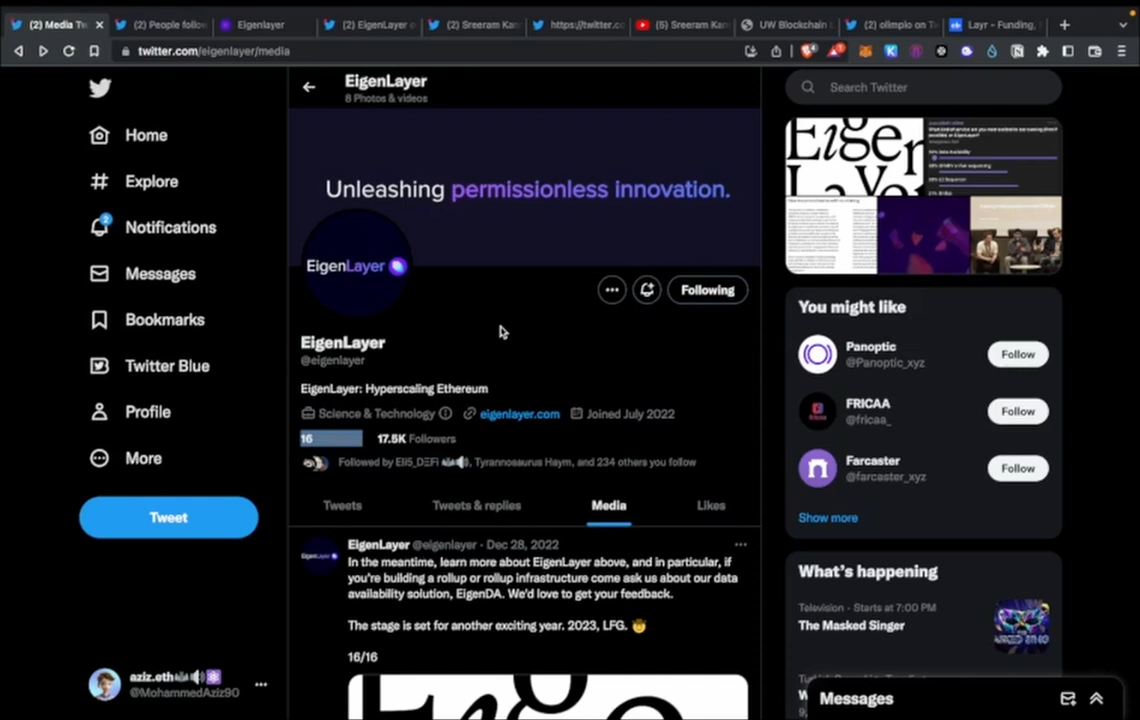 (2) Media Tw
(2) People follow
Eigenlayer
(2) EigenLayer o
(2) Sreeram Kan
https://twitter.co
(5) Sreeram Kan
UW Blockchain
(2) olimpio on Tw
Layr - Funding,
twitter.com/eigenlayer/media
EigenLayer
8 Photos & videos
Search Twitter
Home
Explore
2
Notifications
Messages
Bookmarks
Twitter Blue
Profile
More
Tweet
aziz.eth
@MohammedAziz90
Unleashing permissionless innovation.
EigenLayer
Following
EigenLayer
@eigenlayer
EigenLayer: Hyperscaling Ethereum
Science & Technology
eigenlayer.com
Joined July 2022
16
17.5K Followers
Followed by Eli5_DΞFi, Tyrannosaurus Haym, and 234 others you follow
Tweets
Tweets & replies
Media
Likes
EigenLayer @eigenlayer · Dec 28, 2022
In the meantime, learn more about EigenLayer above, and in particular, if
you're building a rollup or rollup infrastructure come ask us about our data
availability solution, EigenDA. We'd love to get your feedback.
The stage is set for another exciting year. 2023, LFG. 🤠
16/16
You might like
Panoptic
@Panoptic_xyz
Follow
FRICAA
@fricaa_
Follow
Farcaster
@farcaster_xyz
Follow
Show more
What's happening
Television · Starts at 7:00 PM
The Masked Singer
Messages